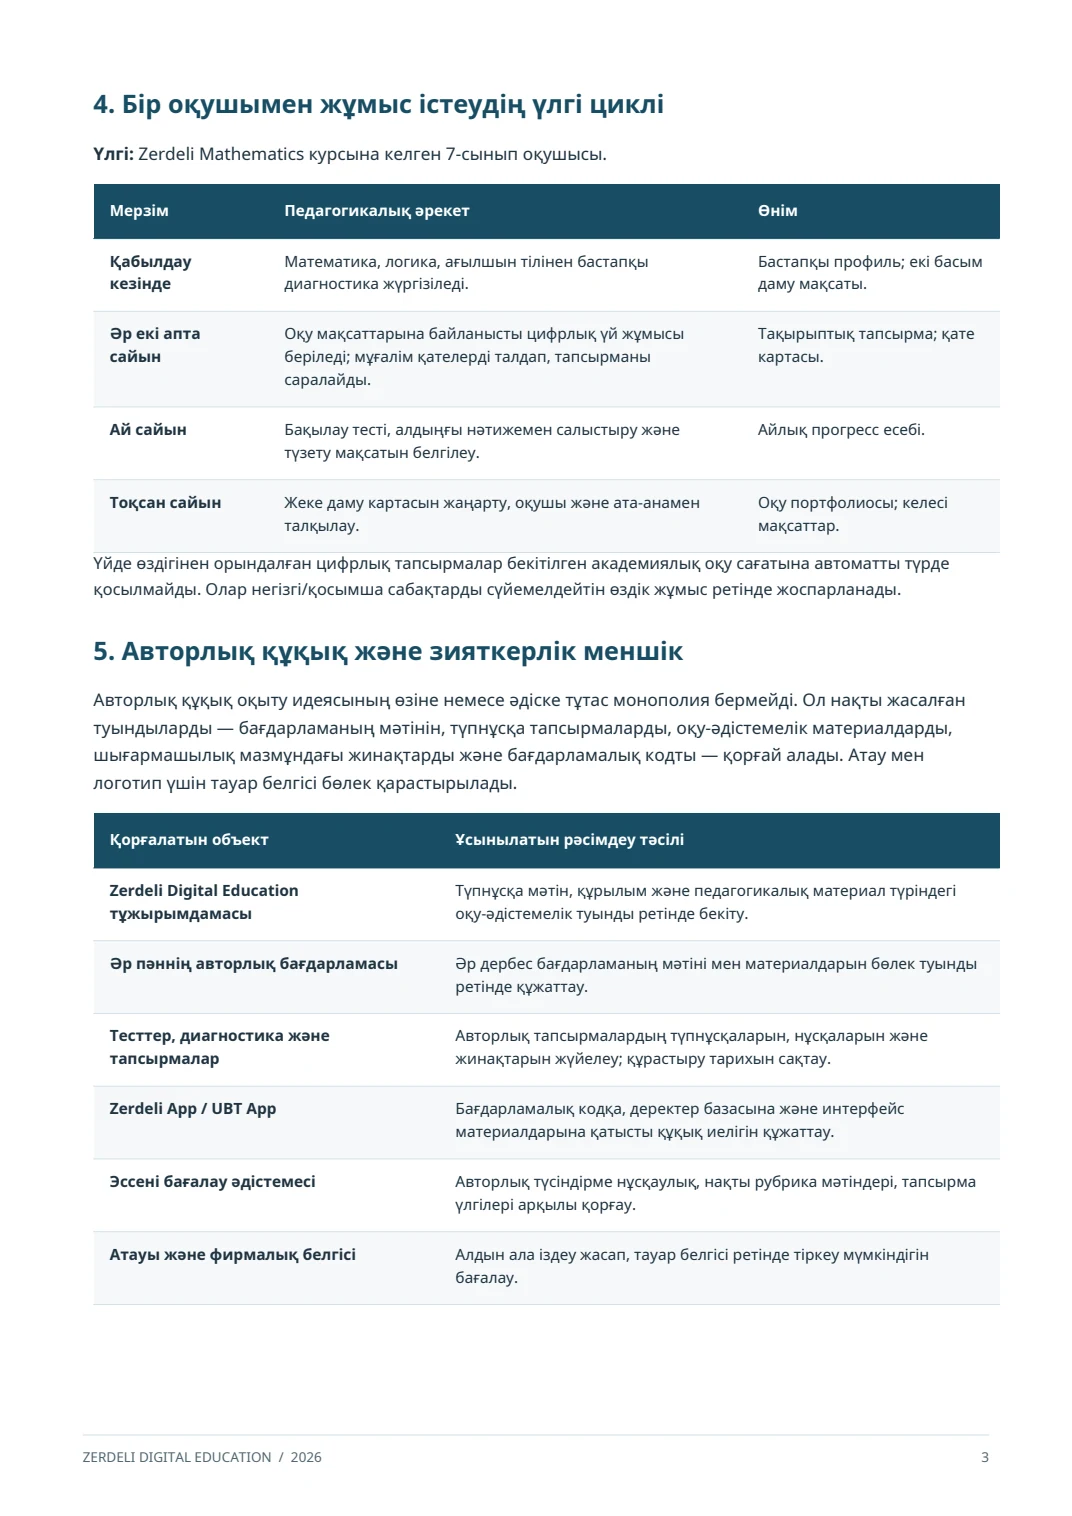 4. Бір оқушымен жұмыс істеудің үлгі циклі
Үлгі: Zerdeli Mathematics курсына келген 7-сынып оқушысы.
Мерзім
Педагогикалық әрекет
Өнім
Қабылдау
кезінде
Математика, логика, ағылшын тілінен бастапқы
диагностика жүргізіледі.
Бастапқы профиль; екі басым
даму мақсаты.
Әр екі апта
сайын
Оқу мақсаттарына байланысты цифрлық үй жұмысы
беріледі; мұғалім қателерді талдап, тапсырманы
саралайды.
Тақырыптық тапсырма; қате
картасы.
Ай сайын
Бақылау тесті, алдыңғы нәтижемен салыстыру және
түзету мақсатын белгілеу.
Айлық прогресс есебі.
Тоқсан сайын
Жеке даму картасын жаңарту, оқушы және ата-анамен
талқылау.
Оқу портфолиосы; келесі
мақсаттар.
Үйде өздігінен орындалған цифрлық тапсырмалар бекітілген академиялық оқу сағатына автоматты түрде
қосылмайды. Олар негізгі/қосымша сабақтарды сүйемелдейтін өздік жұмыс ретінде жоспарланады.
5. Авторлық құқық және зияткерлік меншік
Авторлық құқық оқыту идеясының өзіне немесе әдіске тұтас монополия бермейді. Ол нақты жасалған
туындыларды — бағдарламаның мәтінін, түпнұсқа тапсырмаларды, оқу-әдістемелік материалдарды,
шығармашылық мазмұндағы жинақтарды және бағдарламалық кодты — қорғай алады. Атау мен
логотип үшін тауар белгісі бөлек қарастырылады.
Қорғалатын объект
Ұсынылатын рәсімдеу тәсілі
Zerdeli Digital Education
тұжырымдамасы
Түпнұсқа мәтін, құрылым және педагогикалық материал түріндегі
оқу-әдістемелік туынды ретінде бекіту.
Әр пәннің авторлық бағдарламасы
Әр дербес бағдарламаның мәтіні мен материалдарын бөлек туынды
ретінде құжаттау.
Тесттер, диагностика және
тапсырмалар
Авторлық тапсырмалардың түпнұсқаларын, нұсқаларын және
жинақтарын жүйелеу; құрастыру тарихын сақтау.
Zerdeli App / UBT App
Бағдарламалық кодқа, деректер базасына және интерфейс
материалдарына қатысты құқық иелігін құжаттау.
Эссені бағалау әдістемесі
Авторлық түсіндірме нұсқаулық, нақты рубрика мәтіндері, тапсырма
үлгілері арқылы қорғау.
Атауы және фирмалық белгісі
Алдын ала іздеу жасап, тауар белгісі ретінде тіркеу мүмкіндігін
бағалау.
ZERDELI DIGITAL EDUCATION / 2026
3